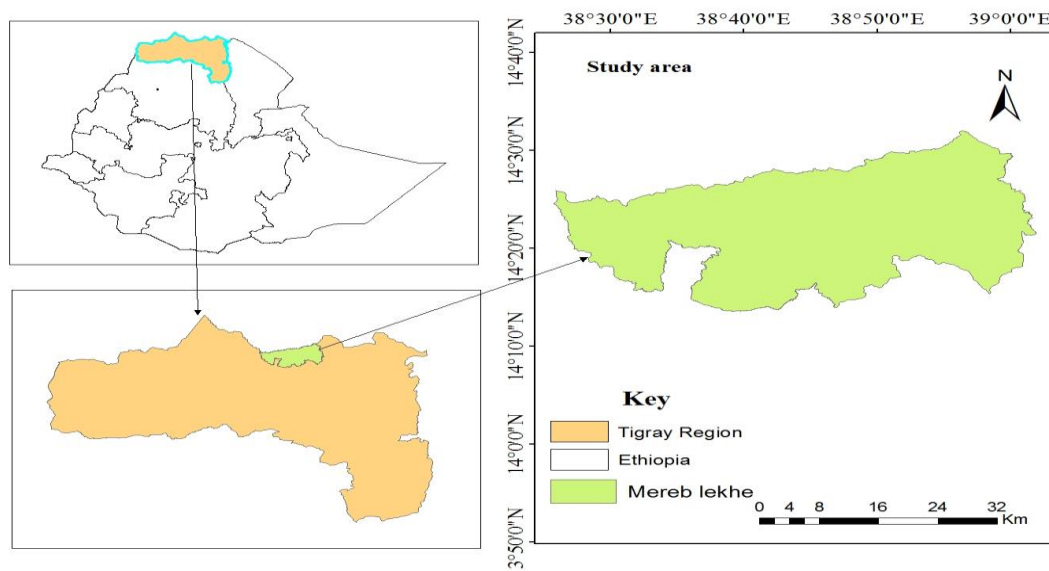 38°30'0"E 38°40'0"E 38°50'0"E 39°0'0"E
Study area
N
14°40'0"N
14°30'0"N
14°20'0"N
14°10'0"N
14°0'0"N
3°50'0"N
Key
Tigray Region
Ethiopia
Mereb lekhe
0 4 8 16 24 32
Km